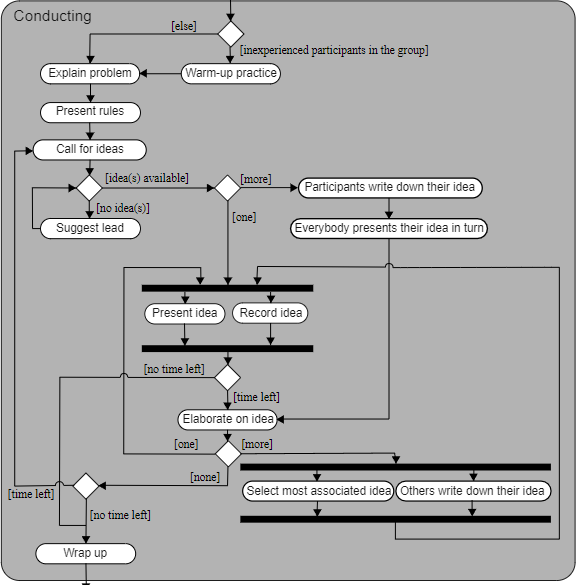 Conducting
[else]
[inexperienced participants in the group]
Explain problem
Warm-up practice
Present rules
Call for ideas
[idea(s) available]
[more]
Participants write down their idea
[no idea(s)]
[one]
Suggest lead
Everybody presents their idea in turn
Present idea
Record idea
[no time left]
[time left]
Elaborate on idea
[one]
[more]
[none]
Select most associated idea
Others write down their idea
[time left]
[no time left]
Wrap up